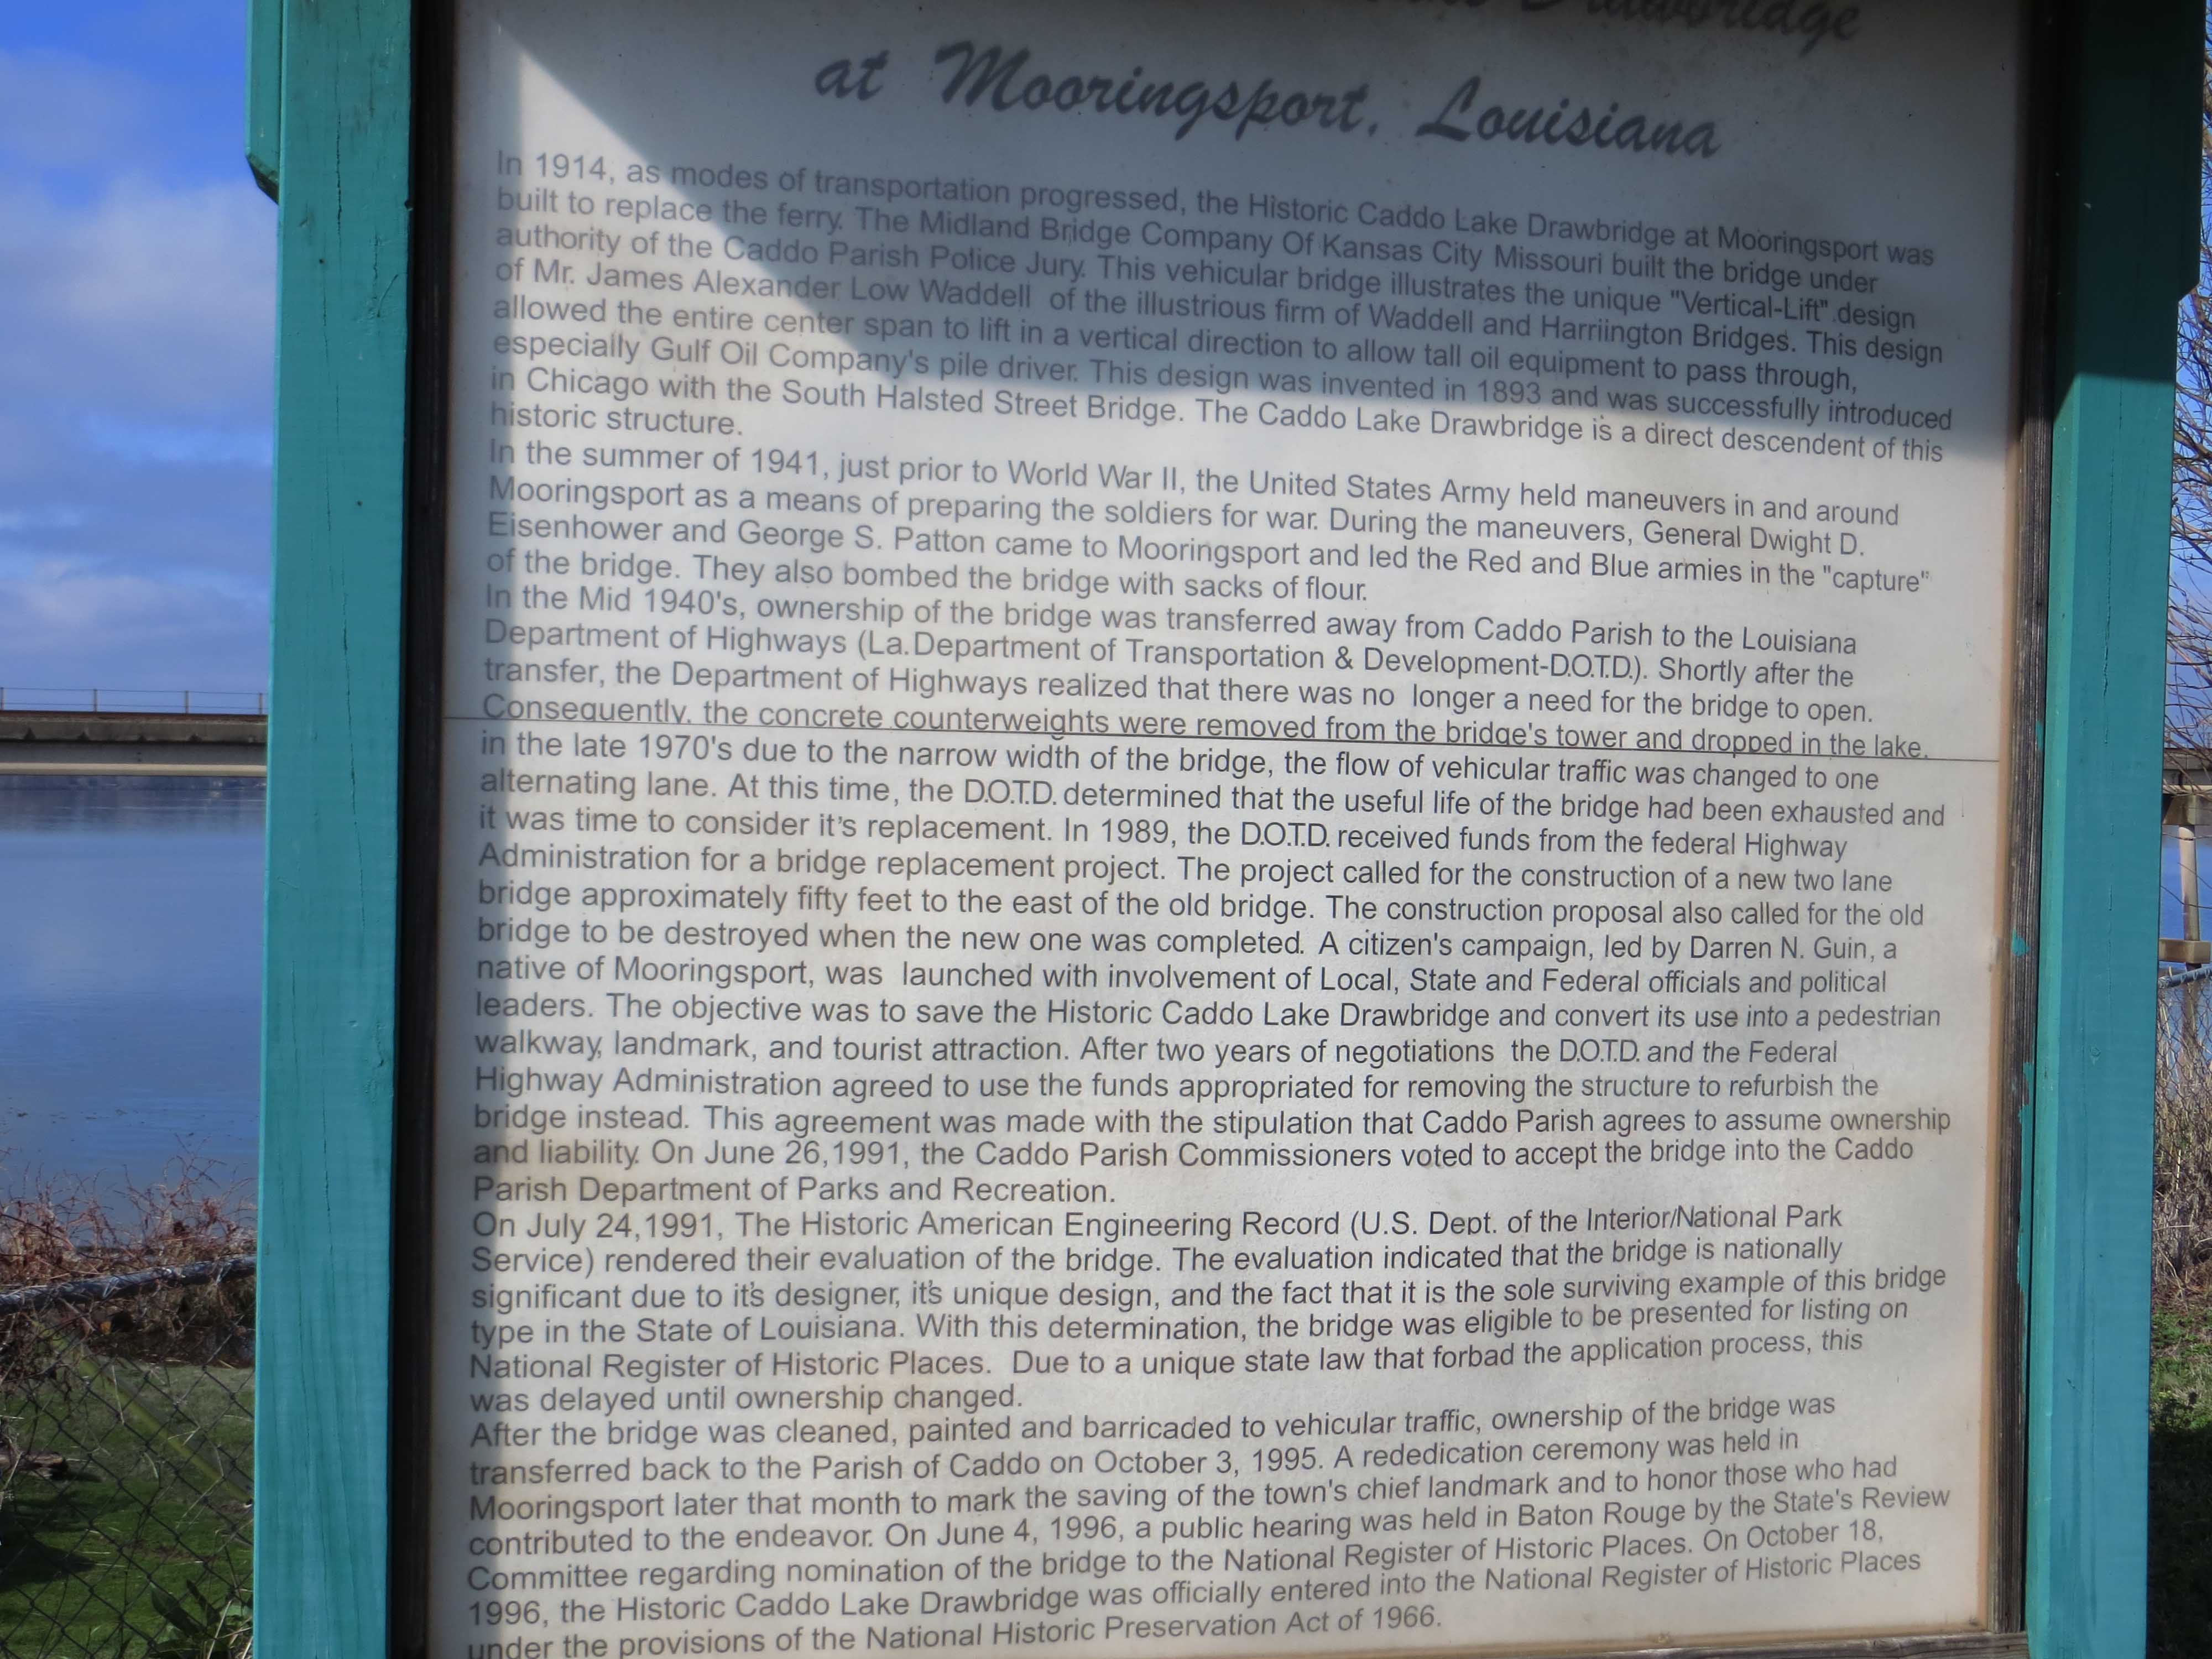 Drawbridge
at Mooringsport, Louisiana
In 1914, as modes of transportation progressed, the Historic Caddo Lake Drawbridge at Mooringsport was
built to replace the ferry. The Midland Bridge Company Of Kansas City Missouri built the bridge under
authority of the Caddo Parish Police Jury. This vehicular bridge illustrates the unique "Vertical-Lift" design
of Mr. James Alexander Low Waddell of the illustrious firm of Waddell and Harriington Bridges. This design
allowed the entire center span to lift in a vertical direction to allow tall oil equipment to pass through,
especially Gulf Oil Company's pile driver. This design was invented in 1893 and was successfully introduced
in Chicago with the South Halsted Street Bridge. The Caddo Lake Drawbridge is a direct descendent of this
historic structure.
In the summer of 1941, just prior to World War II, the United States Army held maneuvers in and around
Mooringsport as a means of preparing the soldiers for war. During the maneuvers, General Dwight D.
Eisenhower and George S. Patton came to Mooringsport and led the Red and Blue armies in the "capture"
of the bridge. They also bombed the bridge with sacks of flour.
In the Mid 1940's, ownership of the bridge was transferred away from Caddo Parish to the Louisiana
Department of Highways (La.Department of Transportation & Development-D.O.T.D.). Shortly after the
transfer, the Department of Highways realized that there was no longer a need for the bridge to open.
Consequently, the concrete counterweights were removed from the bridge's tower and dropped in the lake.
in the late 1970's due to the narrow width of the bridge, the flow of vehicular traffic was changed to one
alternating lane. At this time, the D.O.T.D. determined that the useful life of the bridge had been exhausted and
it was time to consider it's replacement. In 1989, the D.O.T.D. received funds from the federal Highway
Administration for a bridge replacement project. The project called for the construction of a new two lane
bridge approximately fifty feet to the east of the old bridge. The construction proposal also called for the old
bridge to be destroyed when the new one was completed. A citizen's campaign, led by Darren N. Guin, a
native of Mooringsport, was launched with involvement of Local, State and Federal officials and political
leaders. The objective was to save the Historic Caddo Lake Drawbridge and convert its use into a pedestrian
walkway, landmark, and tourist attraction. After two years of negotiations the D.O.T.D. and the Federal
Highway Administration agreed to use the funds appropriated for removing the structure to refurbish the
bridge instead. This agreement was made with the stipulation that Caddo Parish agrees to assume ownership
and liability. On June 26,1991, the Caddo Parish Commissioners voted to accept the bridge into the Caddo
Parish Department of Parks and Recreation.
On July 24,1991, The Historic American Engineering Record (U.S. Dept. of the Interior/National Park
Service) rendered their evaluation of the bridge. The evaluation indicated that the bridge is nationally
significant due to it's designer, it's unique design, and the fact that it is the sole surviving example of this bridge
type in the State of Louisiana. With this determination, the bridge was eligible to be presented for listing on
National Register of Historic Places. Due to a unique state law that forbad the application process, this
was delayed until ownership changed.
After the bridge was cleaned, painted and barricaded to vehicular traffic, ownership of the bridge was
transferred back to the Parish of Caddo on October 3, 1995. A rededication ceremony was held in
Mooringsport later that month to mark the saving of the town's chief landmark and to honor those who had
contributed to the endeavor. On June 4, 1996, a public hearing was held in Baton Rouge by the State's Review
Committee regarding nomination of the bridge to the National Register of Historic Places. On October 18,
1996, the Historic Caddo Lake Drawbridge was officially entered into the National Register of Historic Places
under the provisions of the National Historic Preservation Act of 1966.